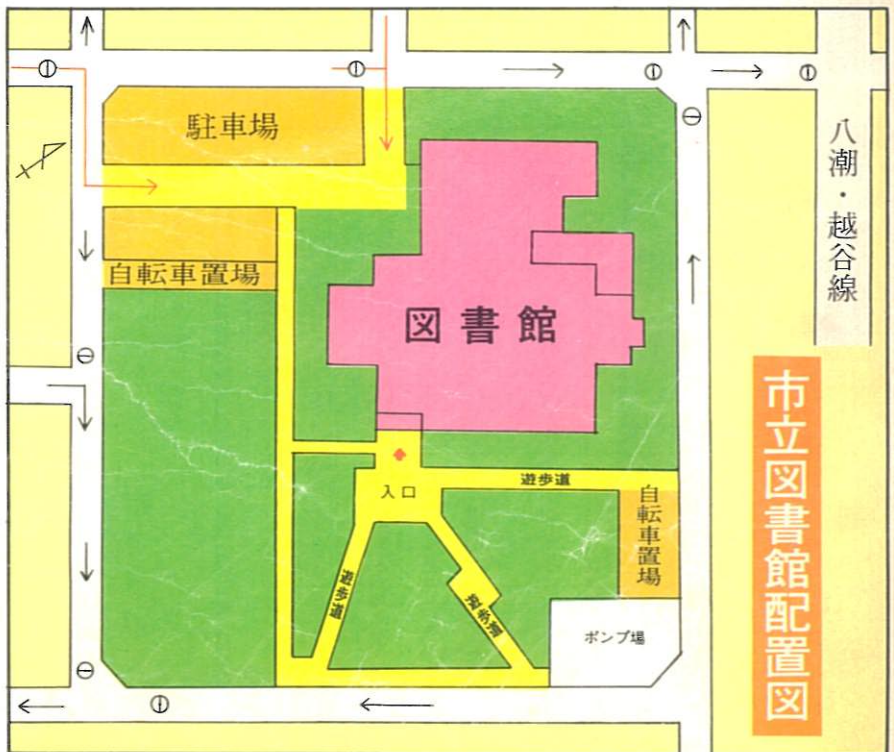 駐車場
八潮・越谷線
自転車置場
図書館
市立図書館配置図
入口
遊歩道
自転車置場
遊歩道
遊歩道
ポンプ場